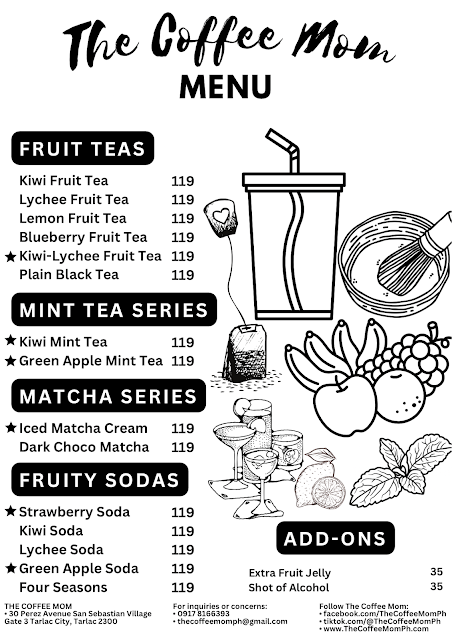 The Coffee Mom
MENU
FRUIT TEAS
Kiwi Fruit Tea 119
Lychee Fruit Tea 119
Lemon Fruit Tea 119
Blueberry Fruit Tea 119
★Kiwi-Lychee Fruit Tea 119
Plain Black Tea 119
MINT TEA SERIES
★Kiwi Mint Tea 119
★Green Apple Mint Tea 119
MATCHA SERIES
★Iced Matcha Cream 119
Dark Choco Matcha 119
FRUITY SODAS
★Strawberry Soda 119
Kiwi Soda 119
Lychee Soda 119
★Green Apple Soda 119
Four Seasons 119
ADD-ONS
Extra Fruit Jelly 35
Shot of Alcohol 35
THE COFFEE MOM
• 30 Perez Avenue San Sebastian Village
Gate 3 Tarlac City, Tarlac 2300
For inquiries or concerns:
• 0917 8166393
• thecoffeemomph@gmail.com
Follow The Coffee Mom:
• facebook.com/TheCoffeeMomPh
• tiktok.com/@TheCoffeeMomPh
• www.TheCoffeeMomPh.com